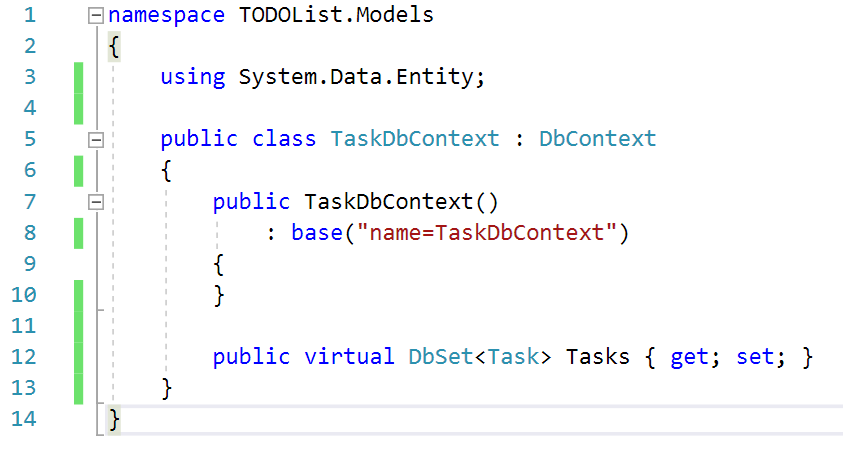 1 namespace TODOList.Models
2 {
3     using System.Data.Entity;
4
5     public class TaskDbContext : DbContext
6     {
7         public TaskDbContext()
8             : base("name=TaskDbContext")
9         {
10         }
11
12         public virtual DbSet<Task> Tasks { get; set; }
13     }
14 }